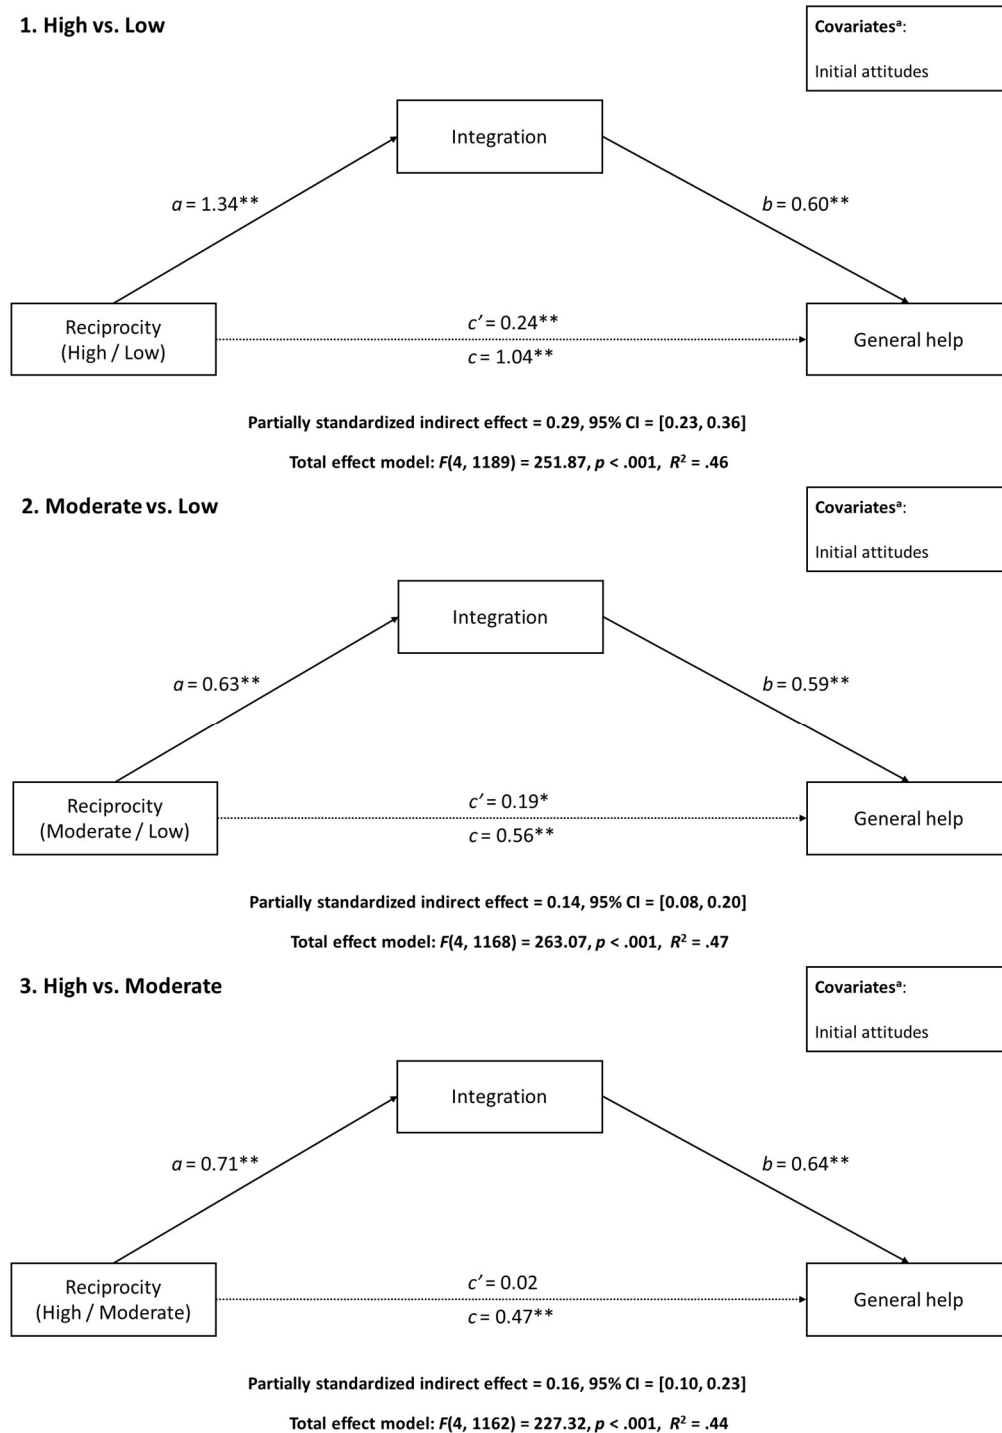 1. High vs. Low
Covariatesᵃ:
Initial attitudes
Integration
a = 1.34**
b = 0.60**
Reciprocity
(High / Low)
c’ = 0.24**
c = 1.04**
General help
Partially standardized indirect effect = 0.29, 95% CI = [0.23, 0.36]
Total effect model: F(4, 1189) = 251.87, p < .001, R² = .46
2. Moderate vs. Low
Covariatesᵃ:
Initial attitudes
Integration
a = 0.63**
b = 0.59**
Reciprocity
(Moderate / Low)
c’ = 0.19*
c = 0.56**
General help
Partially standardized indirect effect = 0.14, 95% CI = [0.08, 0.20]
Total effect model: F(4, 1168) = 263.07, p < .001, R² = .47
3. High vs. Moderate
Covariatesᵃ:
Initial attitudes
Integration
a = 0.71**
b = 0.64**
Reciprocity
(High / Moderate)
c’ = 0.02
c = 0.47**
General help
Partially standardized indirect effect = 0.16, 95% CI = [0.10, 0.23]
Total effect model: F(4, 1162) = 227.32, p < .001, R² = .44